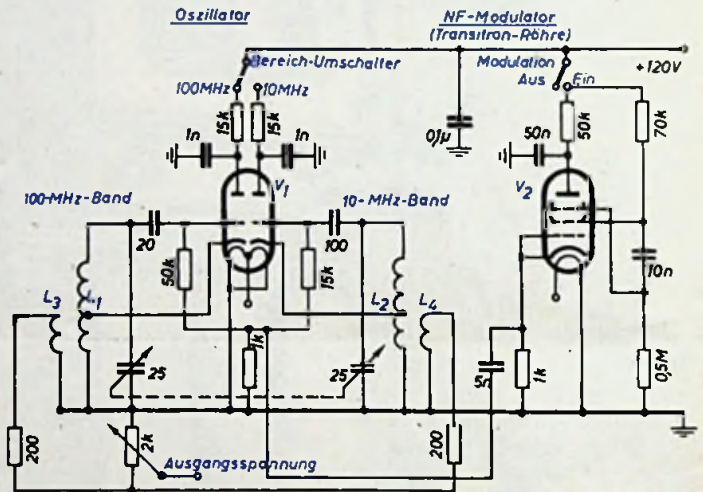 Oszillator
NF-Modulator
(Transitron-Röhre)
Bereich-Umschalter
Modulation
Aus
Ein
+120V
100MHz
10MHz
15k
15k
1n
1n
0,1µ
50n
50k
70k
V1
V2
100-MHz-Band
10-MHz-Band
20
100
50k
15k
10n
L3
L1
L2
L4
1k
25
25
5n
1k
0,5M
200
2k
200
Ausgangsspannung